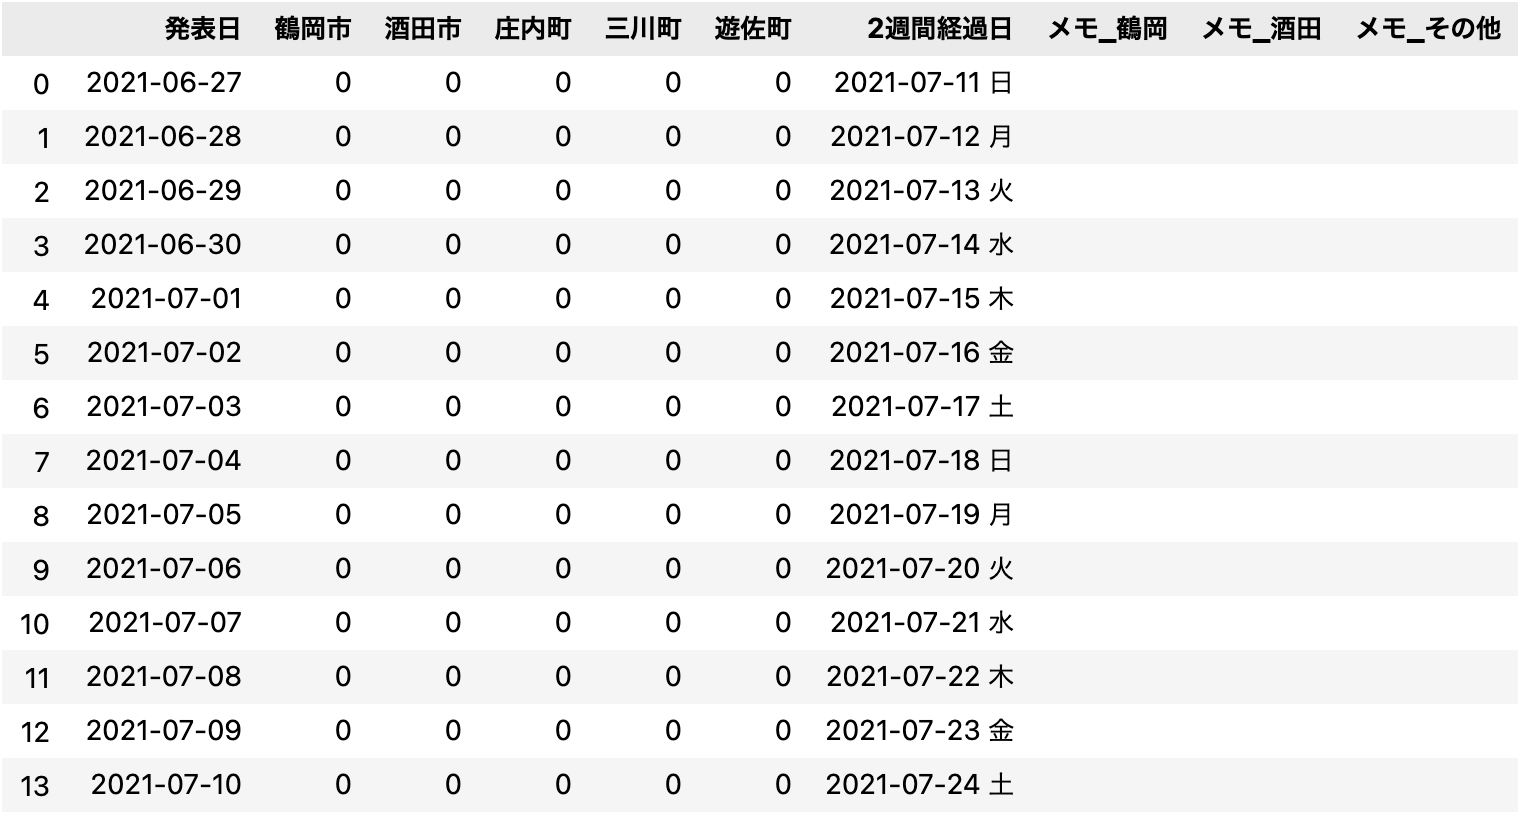 発表日 鶴岡市 酒田市 庄内町 三川町 遊佐町 2週間経過日 メモ_鶴岡 メモ_酒田 メモ_その他
0 2021-06-27 0 0 0 0 0 2021-07-11 日
1 2021-06-28 0 0 0 0 0 2021-07-12 月
2 2021-06-29 0 0 0 0 0 2021-07-13 火
3 2021-06-30 0 0 0 0 0 2021-07-14 水
4 2021-07-01 0 0 0 0 0 2021-07-15 木
5 2021-07-02 0 0 0 0 0 2021-07-16 金
6 2021-07-03 0 0 0 0 0 2021-07-17 土
7 2021-07-04 0 0 0 0 0 2021-07-18 日
8 2021-07-05 0 0 0 0 0 2021-07-19 月
9 2021-07-06 0 0 0 0 0 2021-07-20 火
10 2021-07-07 0 0 0 0 0 2021-07-21 水
11 2021-07-08 0 0 0 0 0 2021-07-22 木
12 2021-07-09 0 0 0 0 0 2021-07-23 金
13 2021-07-10 0 0 0 0 0 2021-07-24 土